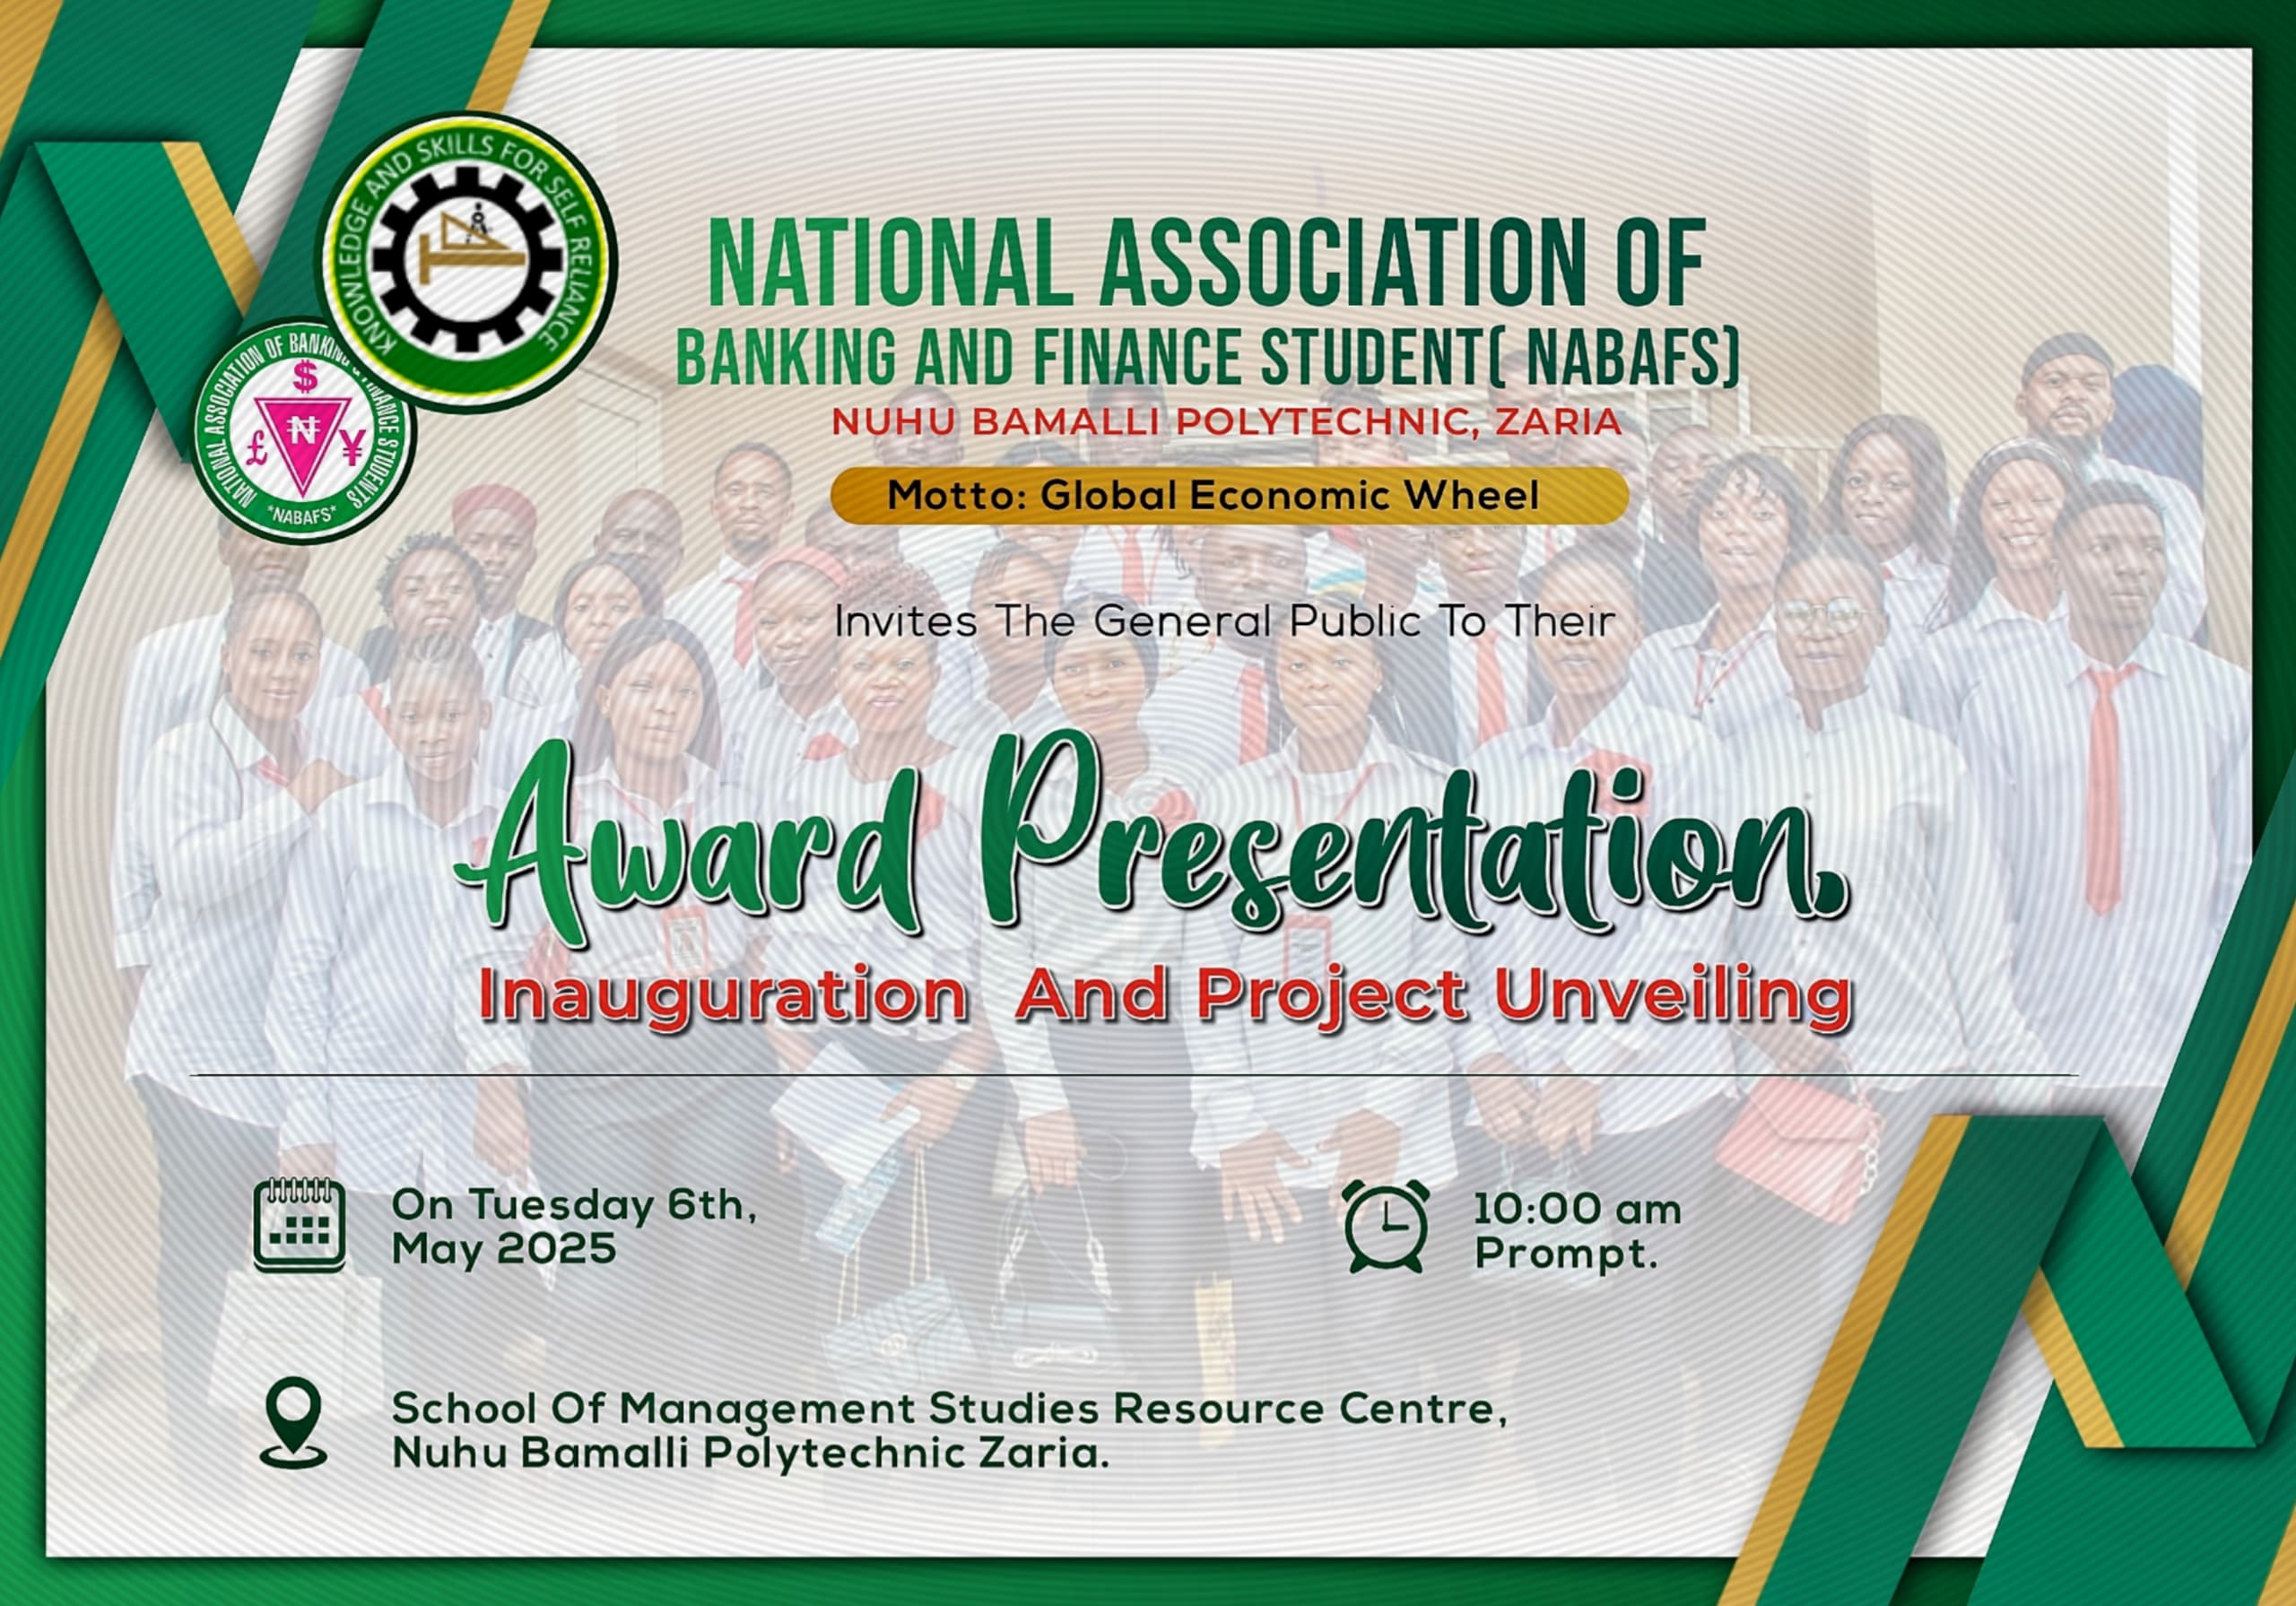 KNOWLEDGE AND SKILLS FOR SELF RELIANCE
NATIONAL ASSOCIATION OF BANKING & FINANCE STUDENTS
*NABAFS*
$
£ ₦ ¥
NATIONAL ASSOCIATION OF
BANKING AND FINANCE STUDENT( NABAFS)
NUHU BAMALLI POLYTECHNIC, ZARIA
Motto: Global Economic Wheel
Invites The General Public To Their
Award Presentation,
Inauguration And Project Unveiling
On Tuesday 6th,
May 2025
10:00 am
Prompt.
School Of Management Studies Resource Centre,
Nuhu Bamalli Polytechnic Zaria.